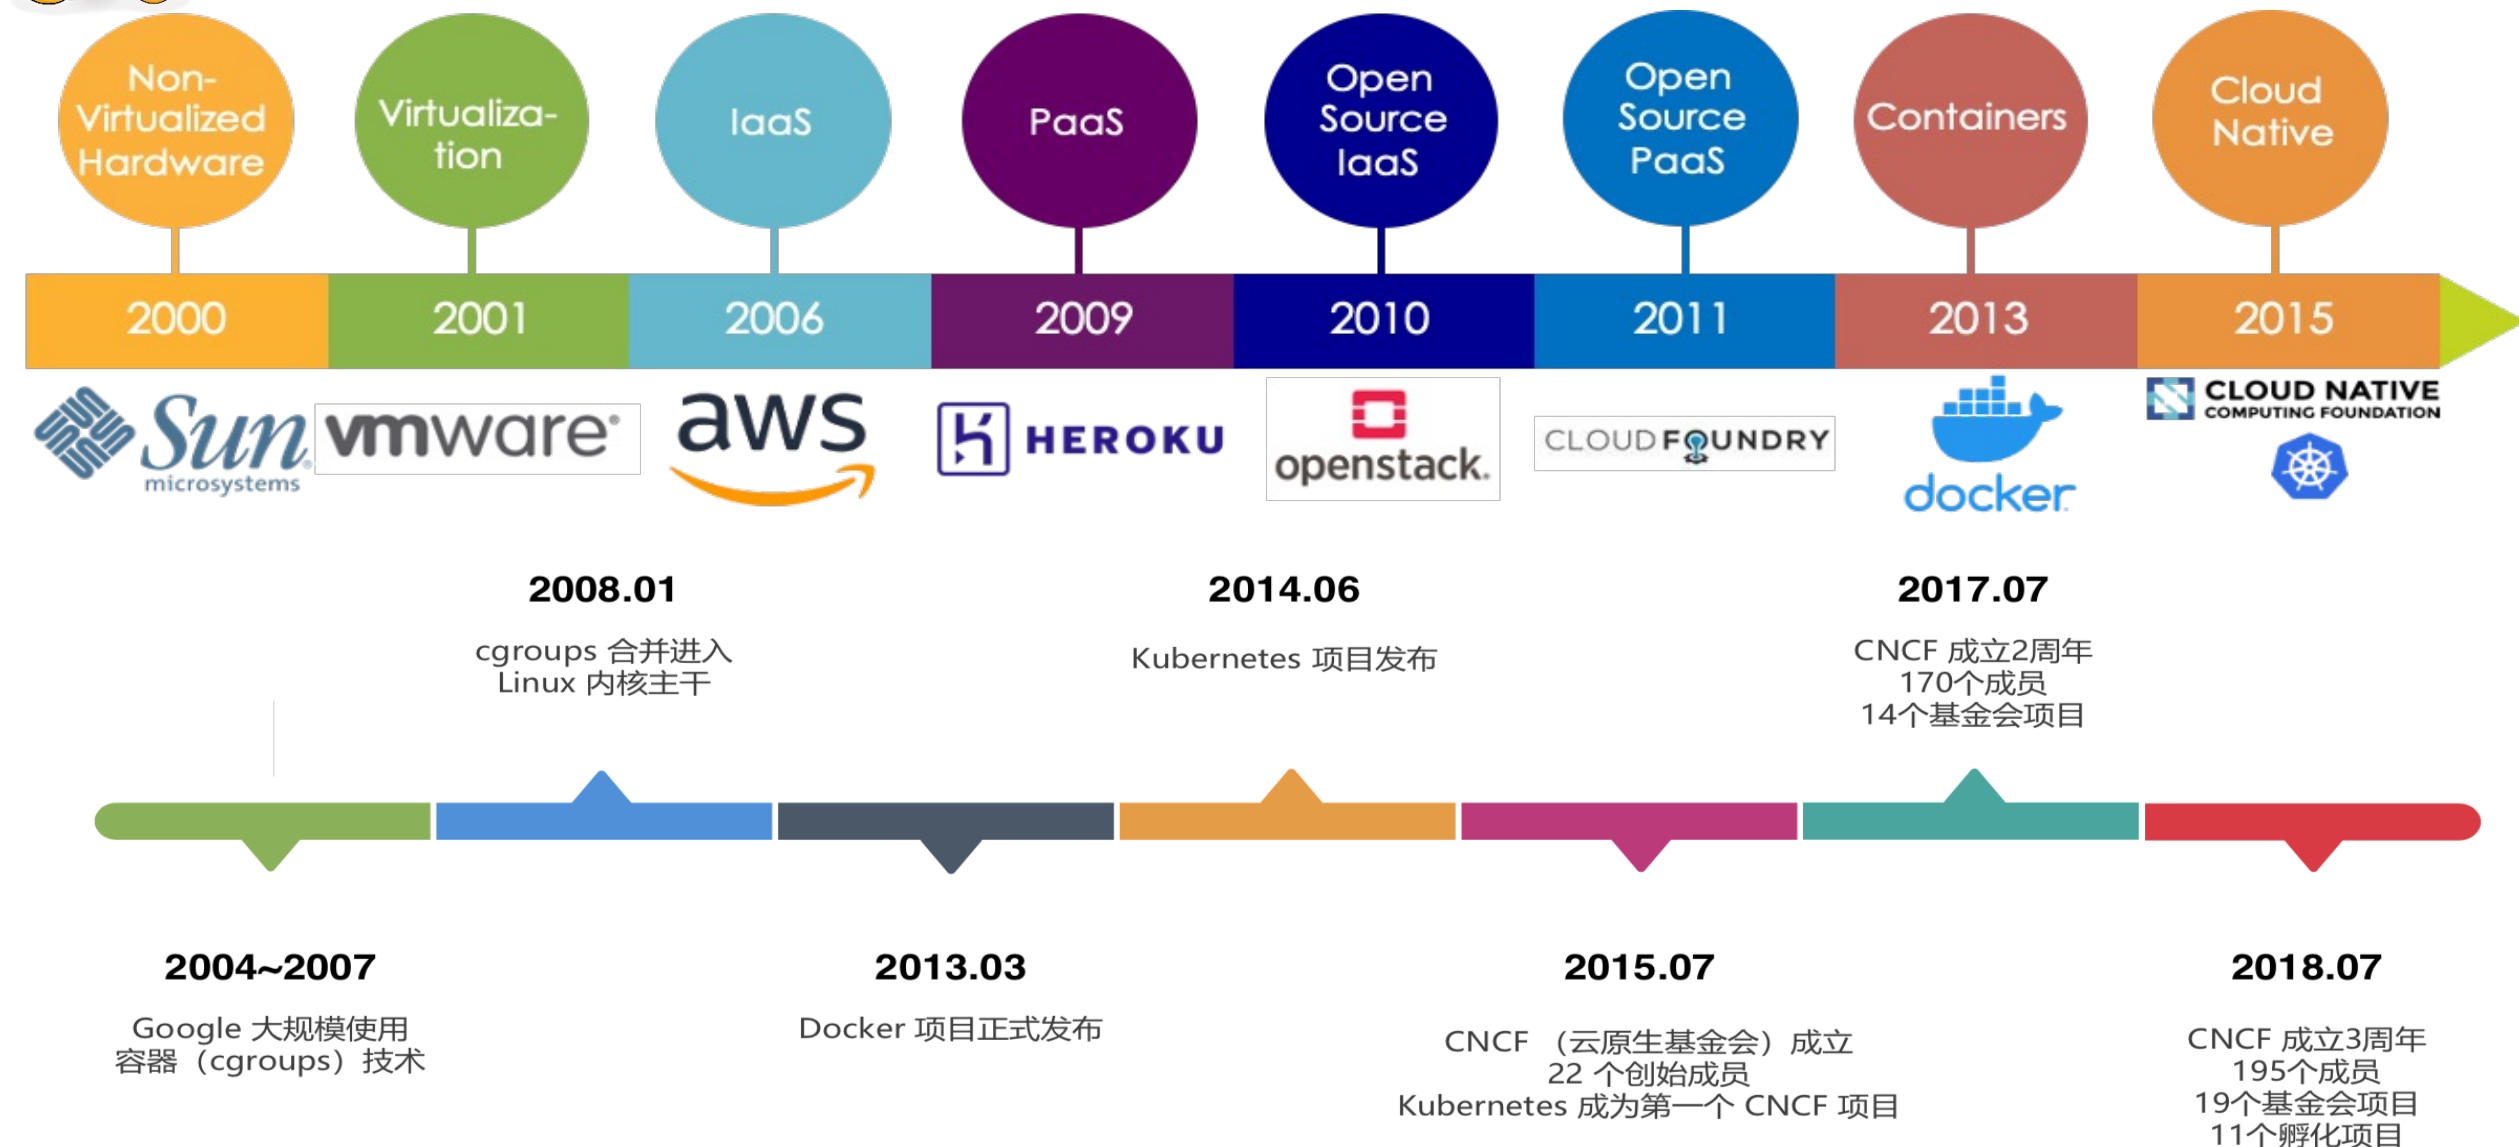 Non-
Virtualized
Hardware
Virtualiza-
tion
IaaS
PaaS
Open
Source
IaaS
Open
Source
PaaS
Containers
Cloud
Native
2000
2001
2006
2009
2010
2011
2013
2015
Sun
microsystems
vmware
aws
HEROKU
openstack.
CLOUD FOUNDRY
docker
CLOUD NATIVE
COMPUTING FOUNDATION
2008.01
cgroups 合并进入
Linux 内核主干
2014.06
Kubernetes 项目发布
2017.07
CNCF 成立2周年
170个成员
14个基金会项目
2004~2007
Google 大规模使用
容器（cgroups）技术
2013.03
Docker 项目正式发布
2015.07
CNCF （云原生基金会）成立
22 个创始成员
Kubernetes 成为第一个 CNCF 项目
2018.07
CNCF 成立3周年
195个成员
19个基金会项目
11个孵化项目